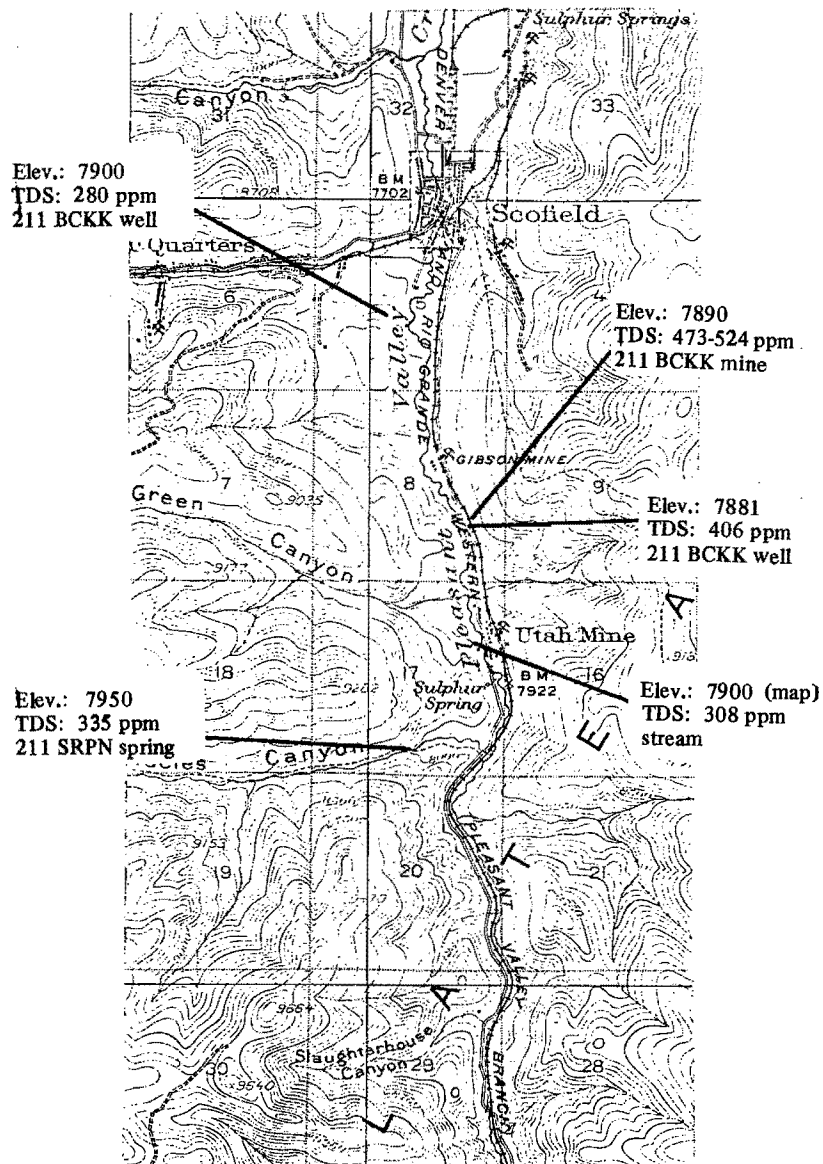 Sulphur Springs
Canyon
31
32
33
DENVER
BM
7702
Scofield
Elev.: 7900
TDS: 280 ppm
211 BCKK well
Quarters
6
4
Valley
AND RIO GRANDE
Elev.: 7890
TDS: 473-524 ppm
211 BCKK mine
GIBSON MINE
7
8
9
9035
Green
Canyon
WESTERN
Elev.: 7881
TDS: 406 ppm
211 BCKK well
Pleasant
A
Utah Mine
18
17
16
Sulphur
Spring
BM
7922
Elev.: 7950
TDS: 335 ppm
211 SRPN spring
Elev.: 7900 (map)
TDS: 308 ppm
stream
E
Canyon
T
9153
19
20
21
PLEASANT VALLEY
A
Slaughterhouse
Canyon
30
29
28
9540
BRANCH
L